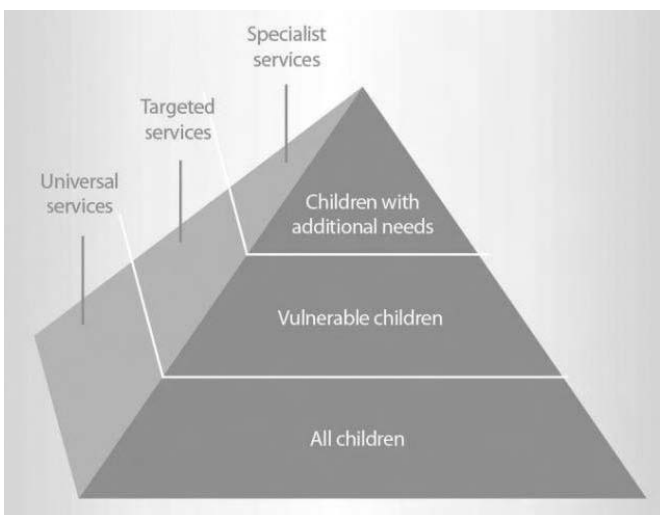 Specialist
services
Targeted
services
Universal
services
Children with
additional needs
Vulnerable children
All children